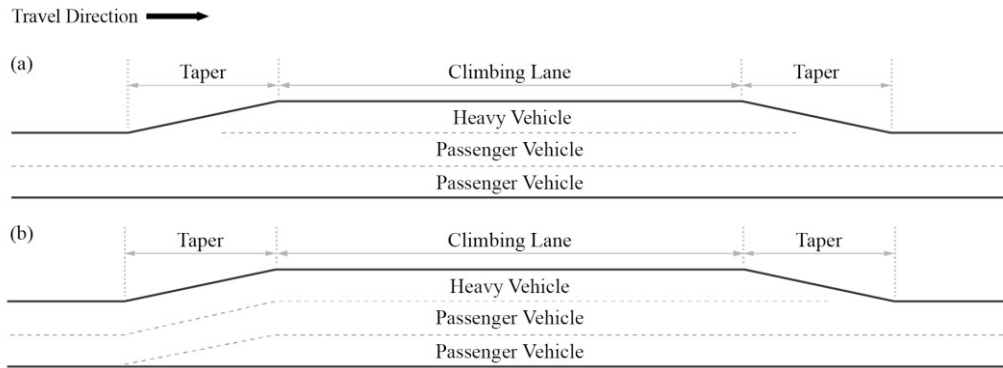 Travel Direction
(a)
Taper Climbing Lane Taper
Heavy Vehicle
Passenger Vehicle
Passenger Vehicle
(b)
Taper Climbing Lane Taper
Heavy Vehicle
Passenger Vehicle
Passenger Vehicle